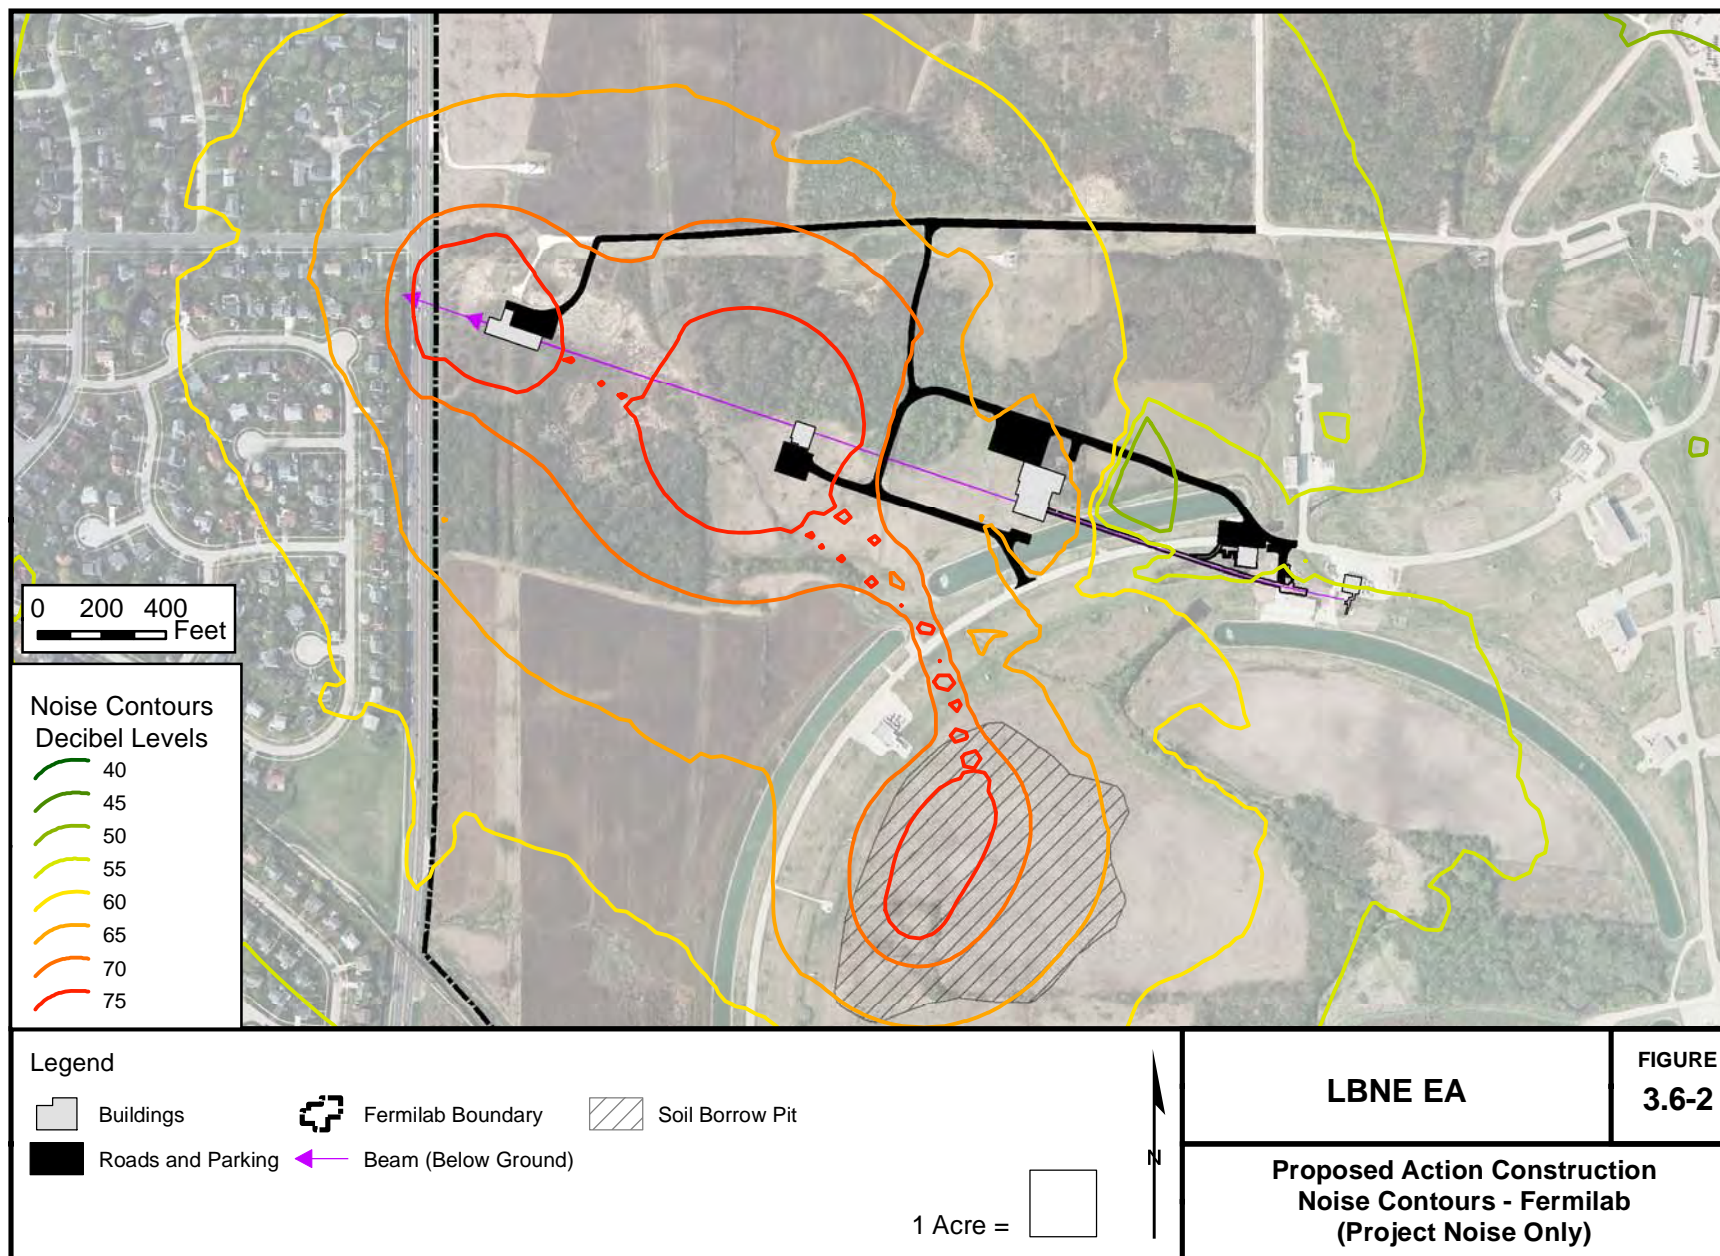 0 200 400
Feet
Noise Contours
Decibel Levels
40
45
50
55
60
65
70
75
Legend
Buildings
Fermilab Boundary
Soil Borrow Pit
Roads and Parking
Beam (Below Ground)
1 Acre =
N
LBNE EA
FIGURE
3.6-2
Proposed Action Construction
Noise Contours - Fermilab
(Project Noise Only)